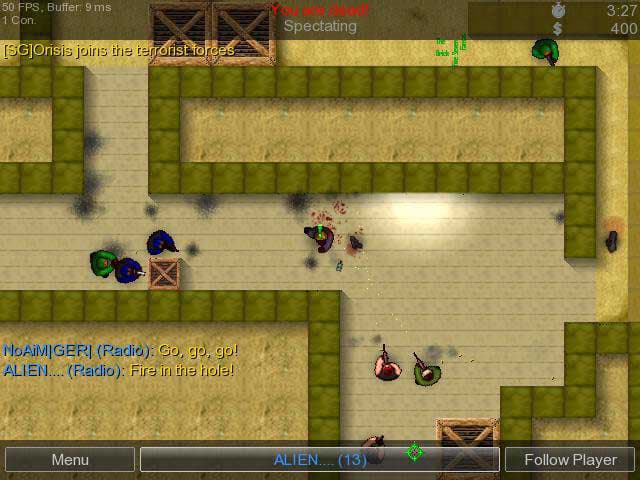 50 FPS, Buffer: 9 ms
1 Con.
You are dead!
Spectating
3:27
$ 400
[SG]Orisis joins the terrorist forces
NoAiM|GER| (Radio): Go, go, go!
ALIEN.... (Radio): Fire in the hole!
Menu
ALIEN.... (13)
Follow Player